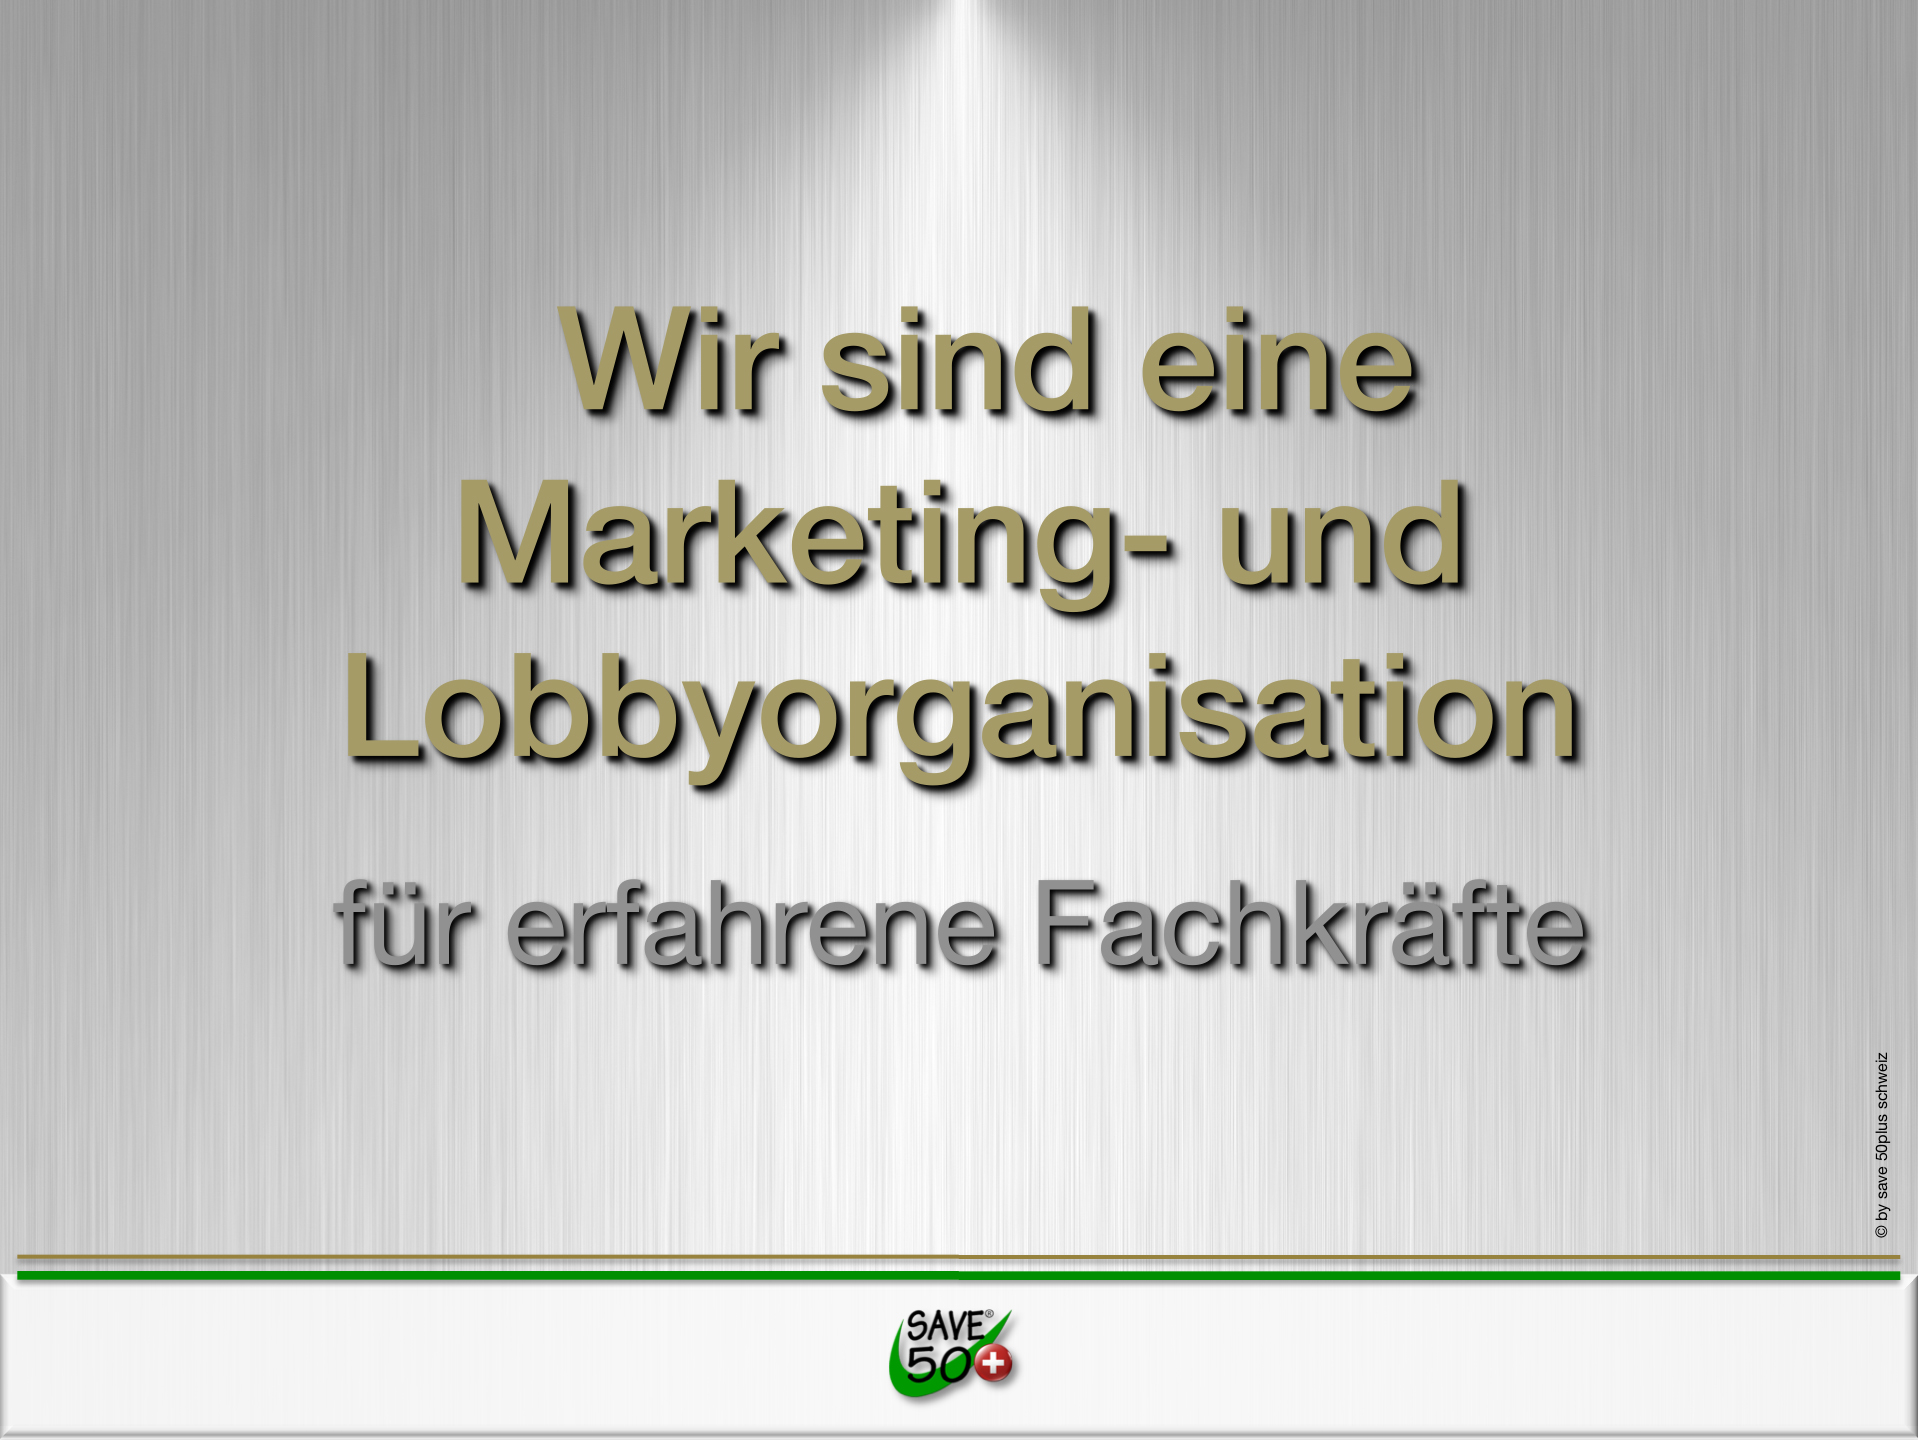 Wir sind eine
Marketing- und
Lobbyorganisation
für erfahrene Fachkräfte
© by save 50plus schweiz
SAVE®
50+